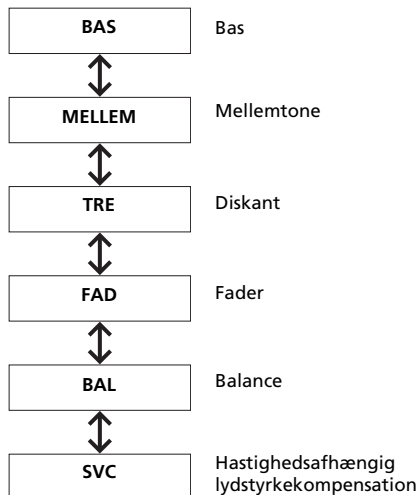 BAS Bas
MELLEM Mellemtone
TRE Diskant
FAD Fader
BAL Balance
SVC Hastighedsafhængig
lydstyrkekompensation